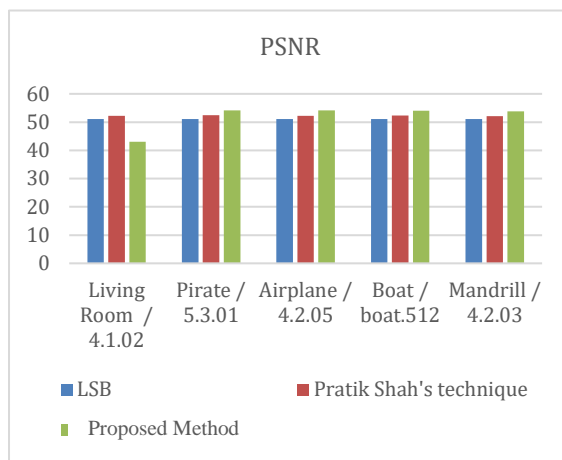 PSNR
60
50
40
30
20
10
0
Living Room / 4.1.02
Pirate / 5.3.01
Airplane / 4.2.05
Boat / boat.512
Mandrill / 4.2.03
LSB
Pratik Shah's technique
Proposed Method